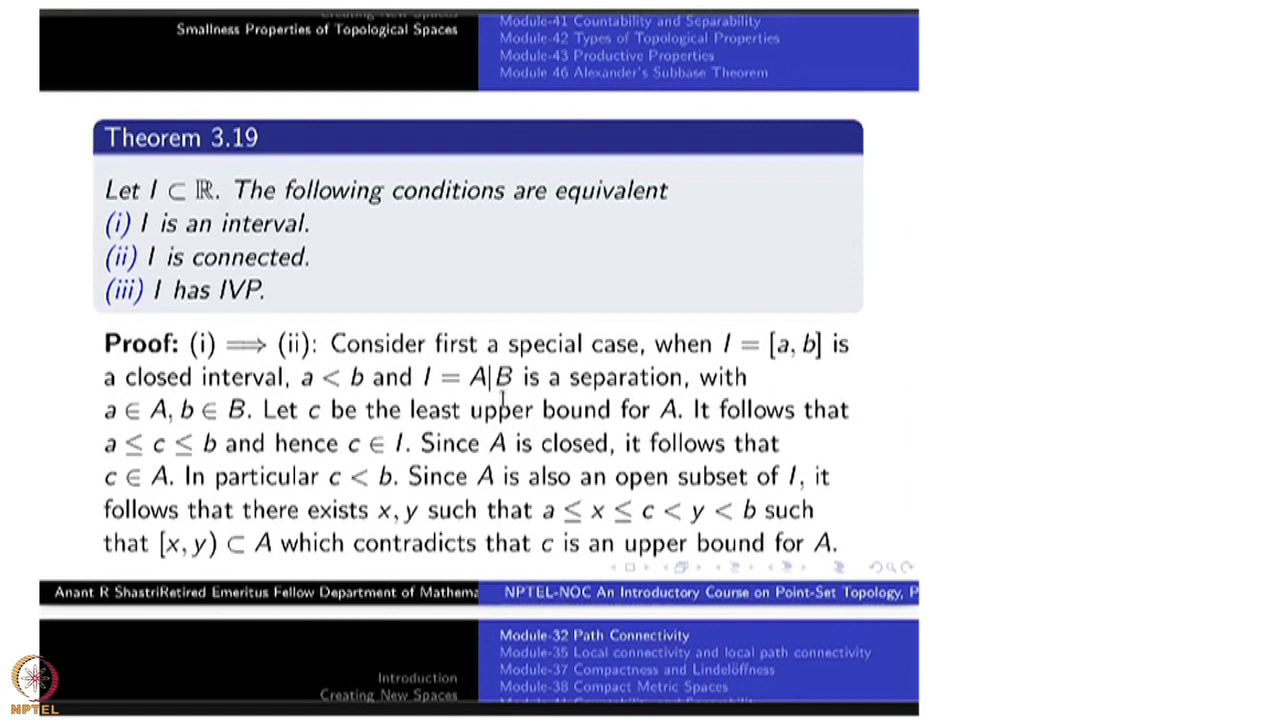 Smallness Properties of Topological Spaces
Module-41 Countability and Separability
Module-42 Types of Topological Properties
Module-43 Productive Properties
Module 46 Alexander's Subbase Theorem
Theorem 3.19
Let I ⊂ ℝ. The following conditions are equivalent
(i) I is an interval.
(ii) I is connected.
(iii) I has IVP.
Proof: (i) ⟹ (ii): Consider first a special case, when I = [a, b] is
a closed interval, a < b and I = A|B is a separation, with
a ∈ A, b ∈ B. Let c be the least upper bound for A. It follows that
a ≤ c ≤ b and hence c ∈ I. Since A is closed, it follows that
c ∈ A. In particular c < b. Since A is also an open subset of I, it
follows that there exists x, y such that a ≤ x ≤ c < y < b such
that [x, y) ⊂ A which contradicts that c is an upper bound for A.
Anant R ShastriRetired Emeritus Fellow Department of Mathema
NPTEL-NOC An Introductory Course on Point-Set Topology, P
Module-32 Path Connectivity
Module-35 Local connectivity and local path connectivity
Module-37 Compactness and Lindelöffness
Module-38 Compact Metric Spaces
Introduction
Creating New Spaces
NPTEL